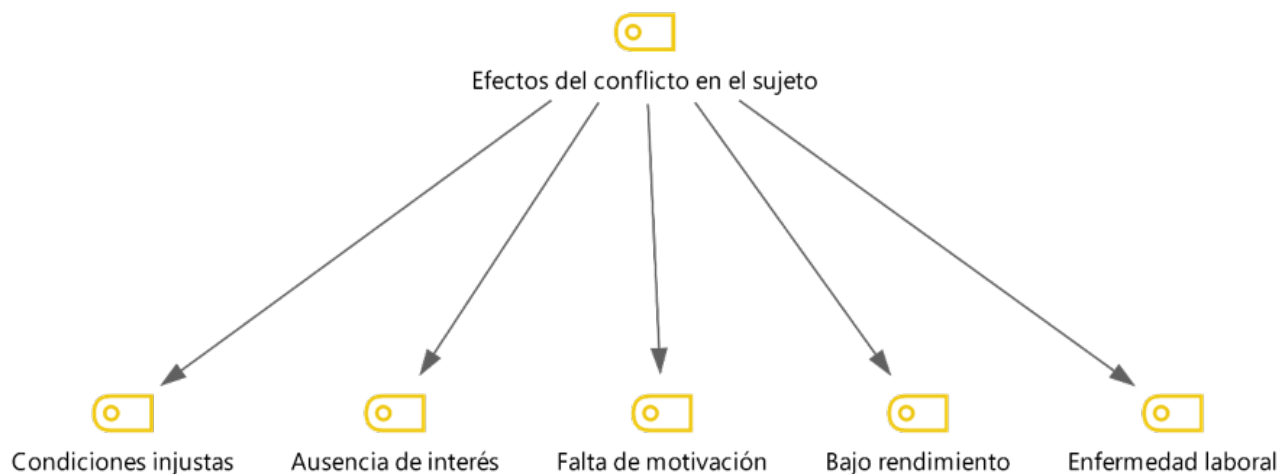 Efectos del conflicto en el sujeto
Condiciones injustas
Ausencia de interés
Falta de motivación
Bajo rendimiento
Enfermedad laboral